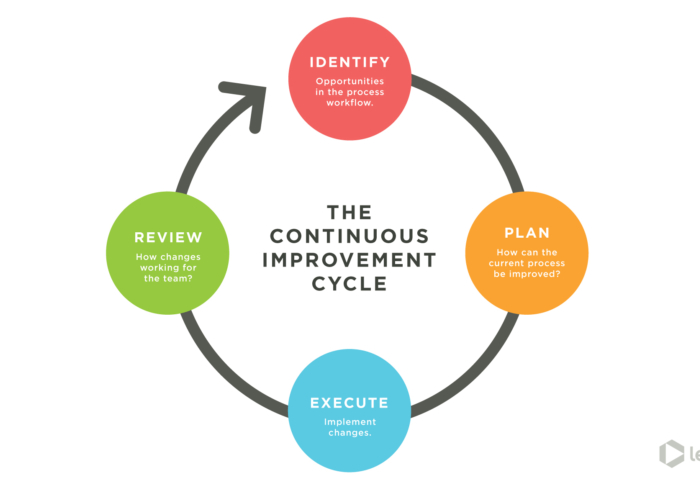 IDENTIFY
Opportunities
in the process
workflow.
THE
CONTINUOUS
IMPROVEMENT
CYCLE
PLAN
How can the
current process
be improved?
EXECUTE
Implement
changes.
REVIEW
How changes
working for
the team?